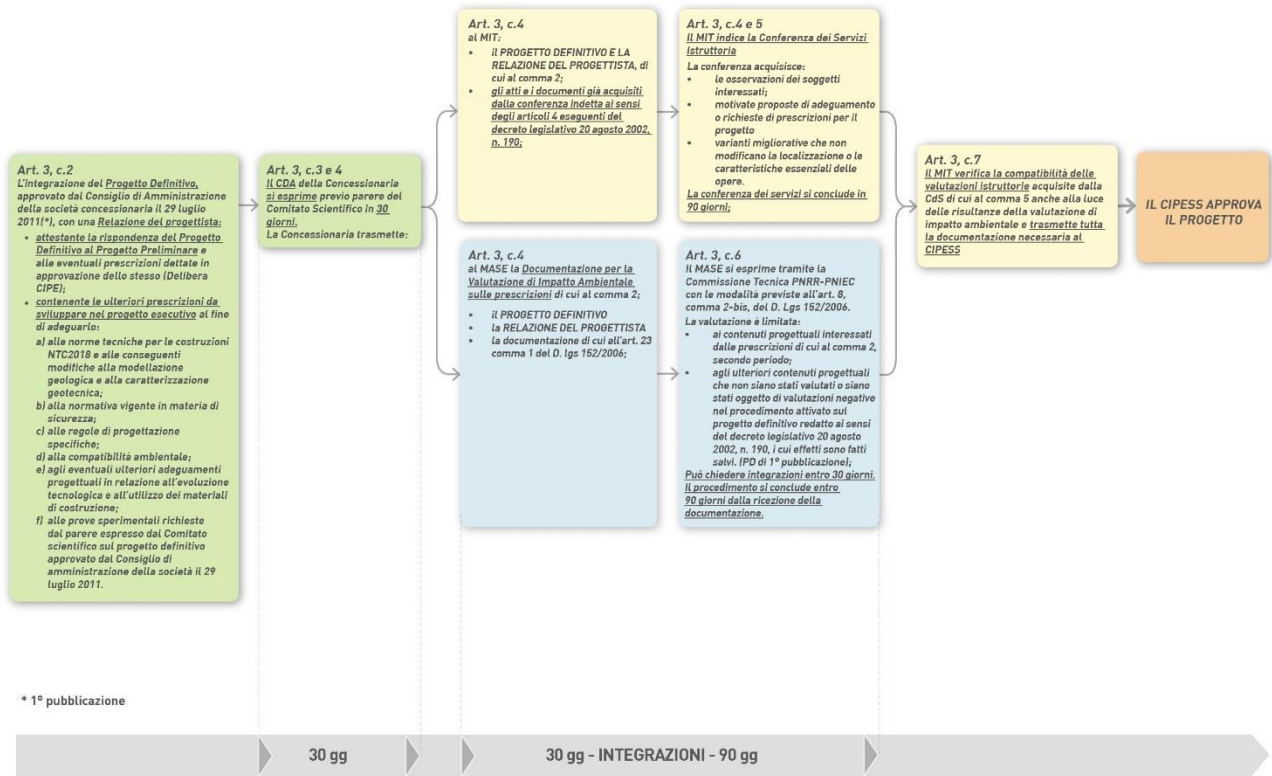 Art. 3, c.2
L'integrazione del Progetto Definitivo,
approvato dal Consiglio di Amministrazione
della società concessionaria il 29 luglio
2011(*), con una Relazione del progettista:
• attestante la rispondenza del Progetto
Definitivo al Progetto Preliminare e
alle eventuali prescrizioni dettate in
approvazione dello stesso (Delibera
CIPE);
• contenente le ulteriori prescrizioni da
sviluppare nel progetto esecutivo al fine
di adeguarlo:
a) alle norme tecniche per le costruzioni
NTC2018 e alle conseguenti
modifiche alla modellazione
geologica e alla caratterizzazione
geotecnica;
b) alla normativa vigente in materia di
sicurezza;
c) alle regole di progettazione
specifiche;
d) alla compatibilità ambientale;
e) agli eventuali ulteriori adeguamenti
progettuali in relazione all'evoluzione
tecnologica e all'utilizzo dei materiali
di costruzione;
f) alle prove sperimentali richieste
dal parere espresso dal Comitato
scientifico sul progetto definitivo
approvato dal Consiglio di
amministrazione della società il 29
luglio 2011.
Art. 3, c.3 e 4
Il CDA della Concessionaria
si esprime previo parere del
Comitato Scientifico in 30
giorni.
La Concessionaria trasmette:
Art. 3, c.4
al MIT:
• il PROGETTO DEFINITIVO E LA
RELAZIONE DEL PROGETTISTA, di
cui al comma 2;
• gli atti e i documenti già acquisiti
dalla conferenza indetta ai sensi
degli articoli 4 eseguenti del
decreto legislativo 20 agosto 2002,
n. 190;
Art. 3, c.4 e 5
Il MIT indice la Conferenza dei Servizi
Istruttoria
La conferenza acquisisce:
• le osservazioni dei soggetti
interessati;
• motivate proposte di adeguamento
o richieste di prescrizioni per il
progetto
• varianti migliorative che non
modificano la localizzazione o le
caratteristiche essenziali delle
opere.
La conferenza dei servizi si conclude in
90 giorni;
Art. 3, c.4
al MASE la Documentazione per la
Valutazione di Impatto Ambientale
sulle prescrizioni di cui al comma 2;
• il PROGETTO DEFINITIVO
• la RELAZIONE DEL PROGETTISTA
• la documentazione di cui all'art. 23
comma 1 del D. lgs 152/2006;
Art. 3, c.6
Il MASE si esprime tramite la
Commissione Tecnica PNRR-PNIEC
con le modalità previste all'art. 8,
comma 2-bis, del D. Lgs 152/2006.
La valutazione è limitata:
• ai contenuti progettuali interessati
dalle prescrizioni di cui al comma 2,
secondo periodo;
• agli ulteriori contenuti progettuali
che non siano stati valutati o siano
stati oggetto di valutazioni negative
nel procedimento attivato sul
progetto definitivo redatto ai sensi
del decreto legislativo 20 agosto
2002, n. 190, i cui effetti sono fatti
salvi. (PD di 1° pubblicazione);
Può chiedere integrazioni entro 30 giorni.
Il procedimento si conclude entro
90 giorni dalla ricezione della
documentazione.
Art. 3, c.7
Il MIT verifica la compatibilità delle
valutazioni istruttorie acquisite dalla
CdS di cui al comma 5 anche alla luce
delle risultanze della valutazione di
impatto ambientale e trasmette tutta
la documentazione necessaria al
CIPESS
IL CIPESS APPROVA
IL PROGETTO
* 1° pubblicazione
30 gg
30 gg - INTEGRAZIONI - 90 gg